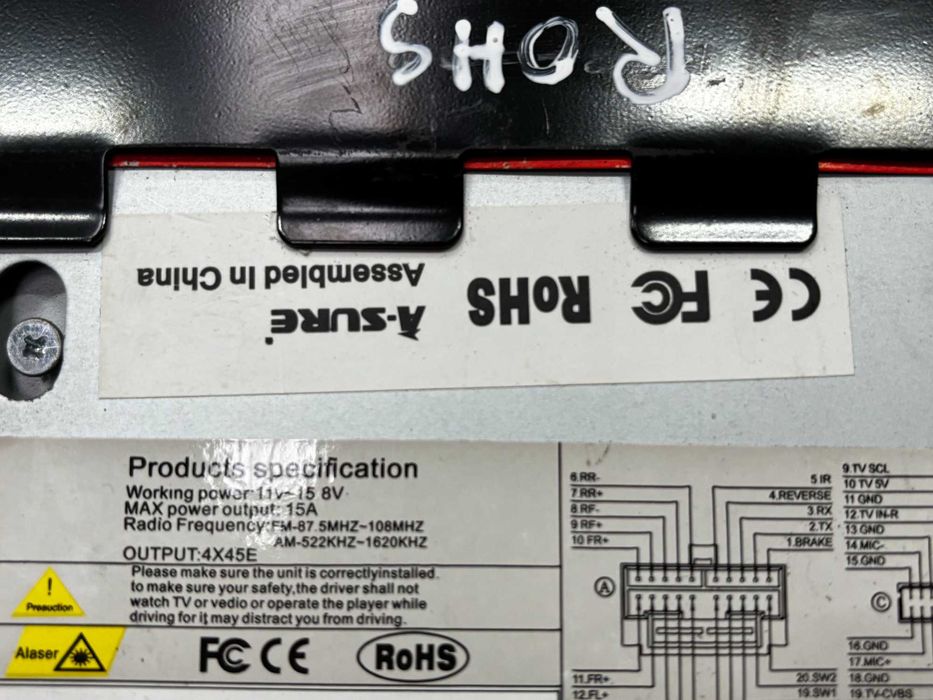 ROHS
CE FC RoHS A-SURE
Assembled In China
Products specification
Working power:11v~15.8V
MAX power output: 15A
Radio Frequency:FM-87.5MHZ~108MHZ
AM-522KHZ~1620KHZ
OUTPUT:4X45E
! Preauction
Please make sure the unit is correctlyinstalled.
to make sure your safety,the driver shall not
watch TV or vedio or operate the player while
driving for it may distract you from driving.
Alaser FC CE RoHS
6.RR-
7 RR+
8.RF-
9 RF+
10 FR+
5 IR
4.REVERSE
3.RX
2.TX
1.BRAKE
A
11.FR+
12.FL+
20.SW2
19.SW1
9.TV SCL
10 TV 5V
11 GND
12.TV IN-R
13 GND
14 MIC-
15.GND
C
16.GND
17.MIC+
18.GND
19.TV-CVBS